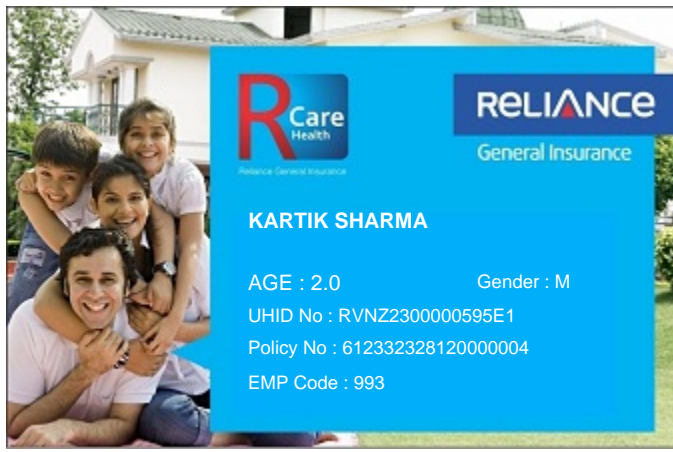 R Care
Health
Reliance General Insurance
RELIANCE
General Insurance
KARTIK SHARMA
AGE : 2.0 Gender : M
UHID No : RVNZ2300000595E1
Policy No : 612332328120000004
EMP Code : 993